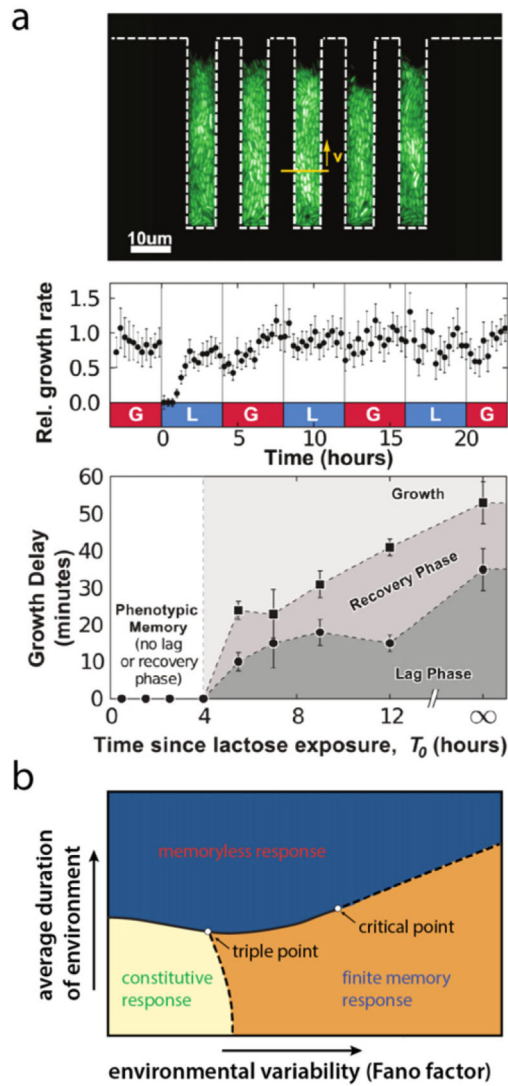 a
v
10um
Rel. growth rate
1.5
1.0
0.5
0.0
G L G L G L G
0 5 10 15 20
Time (hours)
Growth Delay
(minutes)
60
50
40
30
20
10
0
Growth
Recovery Phase
Phenotypic
Memory
(no lag
or recovery
phase)
Lag Phase
0 4 8 12 ∞
Time since lactose exposure, T0 (hours)
b
average duration
of environment
memoryless response
critical point
triple point
constitutive
response
finite memory
response
environmental variability (Fano factor)